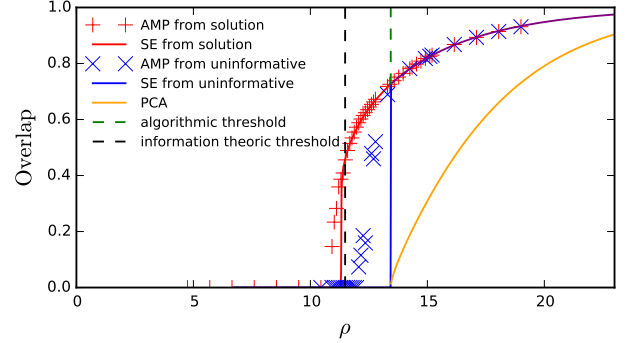 1.0
0.8
0.6
0.4
0.2
0.0
Overlap
AMP from solution
SE from solution
AMP from uninformative
SE from uninformative
PCA
algorithmic threshold
information theoric threshold
0 5 10 15 20
ρ